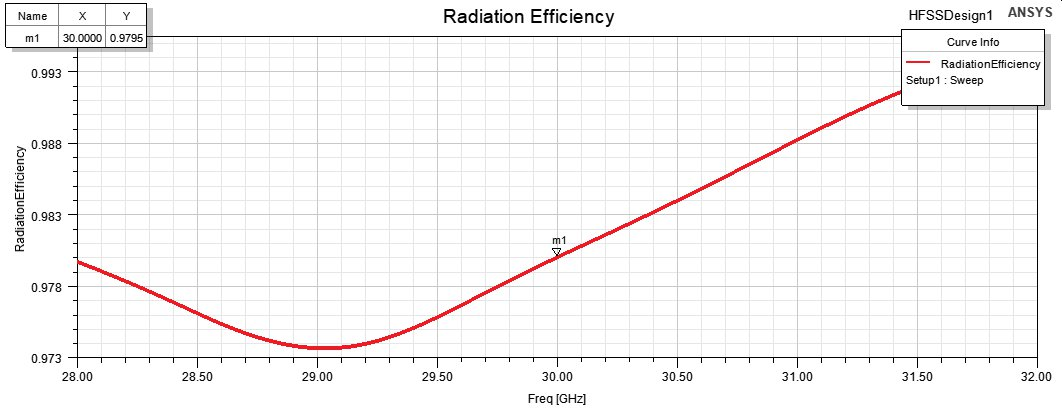 Radiation Efficiency
HFSSDesign1
ANSYS
Name X Y
m1 30.0000 0.9795
Curve Info
RadiationEfficiency
Setup1 : Sweep
RadiationEfficiency
0.993
0.988
0.983
0.978
0.973
m1
28.00 28.50 29.00 29.50 30.00 30.50 31.00 31.50 32.00
Freq [GHz]